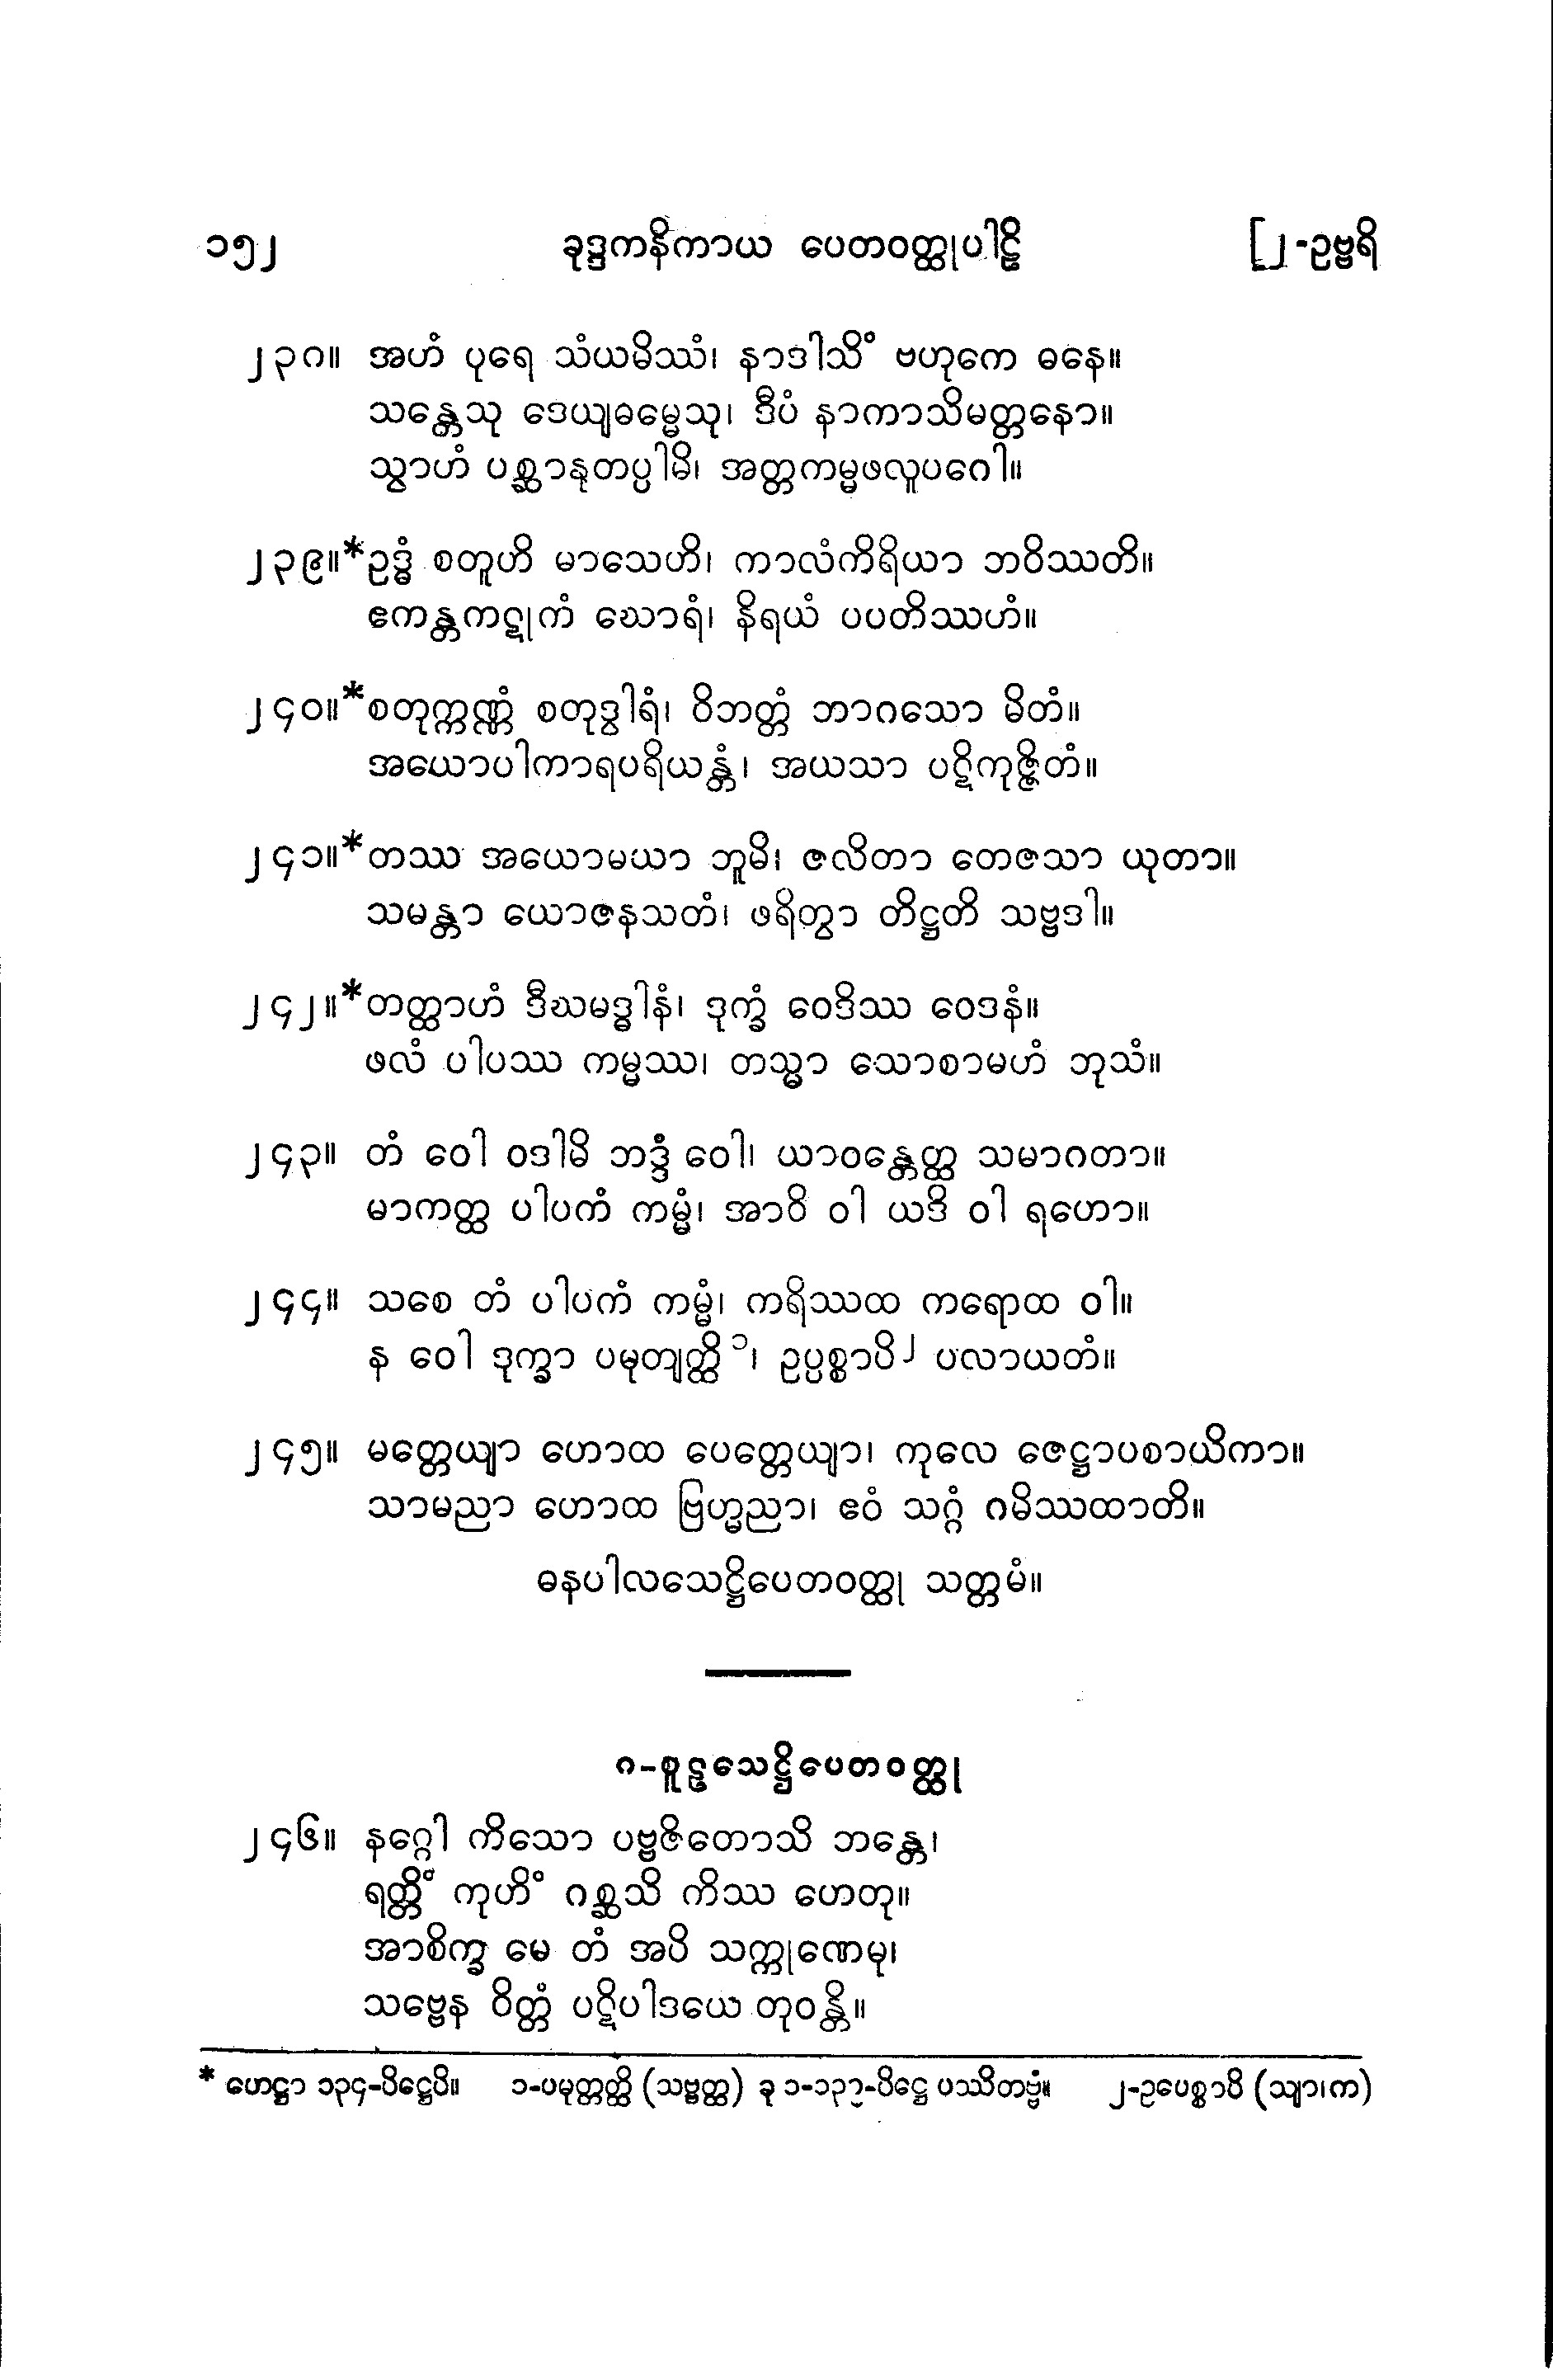 ၁၅၂ ခုဒ္ဒကနိကာယ ပေတဝတ္ထုပါဠိ [၂-ဥဗ္ဗရိ
၂၃၈။ အဟံ ပုရေ သံယမိဿံ၊ နာဒါသိံ ဗဟုကေ ဓနေ။
သန္တေသု ဒေယျဓမ္မေသု၊ ဒီပံ နာကာသိမတ္တနော။
သွာဟံ ပစ္ဆာနုတပ္ပါမိ၊ အတ္တကမ္မဖလူပဂေါ။
၂၃၉။*ဥဒ္ဓံ စတူဟိ မာသေဟိ၊ ကာလံကိရိယာ ဘဝိဿတိ။
ဧကန္တကဋုကံ ဃောရံ၊ နိရယံ ပပတိဿဟံ။
၂၄၀။*စတုက္ကဏ္ဏံ စတုဒွါရံ၊ ဝိဘတ္တံ ဘာဂသော မိတံ။
အယောပါကာရပရိယန္တံ၊ အယသာ ပဋိကုဇ္ဇိတံ။
၂၄၁။*တဿ အယောမယာ ဘူမိ၊ ဇလိတာ တေဇသာ ယုတာ။
သမန္တာ ယောဇနသတံ၊ ဖရိတွာ တိဋ္ဌတိ သဗ္ဗဒါ။
၂၄၂။*တတ္ထာဟံ ဒီဃမဒ္ဓါနံ၊ ဒုက္ခံ ဝေဒိဿ ဝေဒနံ။
ဖလံ ပါပဿ ကမ္မဿ၊ တသ္မာ သောစာမဟံ ဘုသံ။
၂၄၃။ တံ ဝေါ ဝဒါမိ ဘဒ္ဒံ ဝေါ၊ ယာဝန္တေတ္ထ သမာဂတာ။
မာကတ္ထ ပါပကံ ကမ္မံ၊ အာဝိ ဝါ ယဒိ ဝါ ရဟော။
၂၄၄။ သစေ တံ ပါပကံ ကမ္မံ၊ ကရိဿထ ကရောထ ဝါ။
န ဝေါ ဒုက္ခာ ပမုတျတ္ထိ ၁၊ ဥပ္ပစ္စာပိ ၂ ပလာယတံ။
၂၄၅။ မတ္တေယျာ ဟောထ ပေတ္တေယျာ၊ ကုလေ ဇေဋ္ဌာပစာယိကာ။
သာမညာ ဟောထ ဗြဟ္မညာ၊ ဧဝံ သဂ္ဂံ ဂမိဿထာတိ။
ဓနပါလသေဋ္ဌိပေတဝတ္ထု သတ္တမံ။
၈-စူဠသေဋ္ဌိပေတဝတ္ထု
၂၄၆။ နဂ္ဂေါ ကိသော ပဗ္ဗဇိတောသိ ဘန္တေ၊
ရတ္တိံ ကုဟိံ ဂစ္ဆသိ ကိဿ ဟေတု။
အာစိက္ခ မေ တံ အပိ သက္ကုဏေမု၊
သဗ္ဗေန ဝိတ္တံ ပဋိပါဒယေ တုဝန္တိ။
* ဟေဋ္ဌာ ၁၃၄-ပိဋ္ဌေပိ။ ၁-ပမုတ္တတ္ထိ (သဗ္ဗတ္ထ) ခု ၁-၁၃၁-ပိဋ္ဌေ ပဿိတဗ္ဗံ။ ၂-ဥပေစ္စာပိ (သျာ၊က)